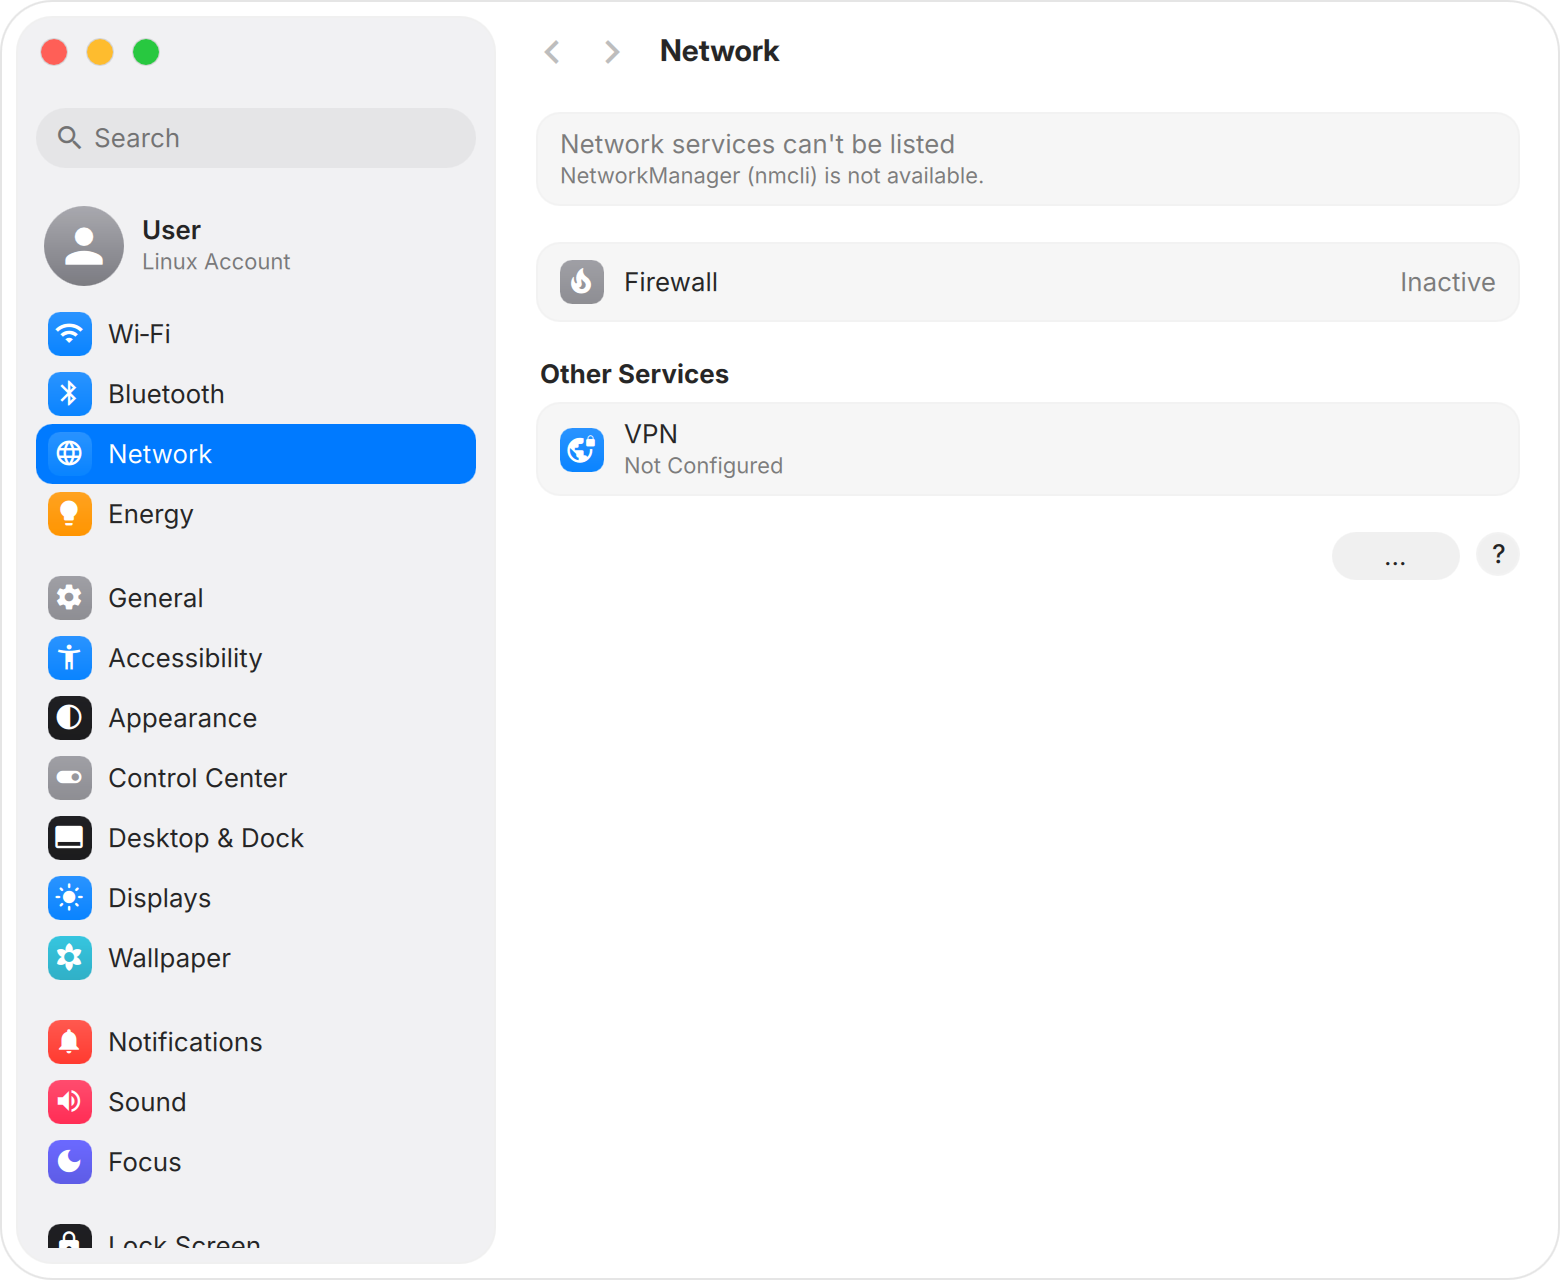 Search
User
Linux Account
Wi-Fi
Bluetooth
Network
Energy
General
Accessibility
Appearance
Control Center
Desktop & Dock
Displays
Wallpaper
Notifications
Sound
Focus
Lock Screen
Network
Network services can't be listed
NetworkManager (nmcli) is not available.
Firewall
Inactive
Other Services
VPN
Not Configured
...
?